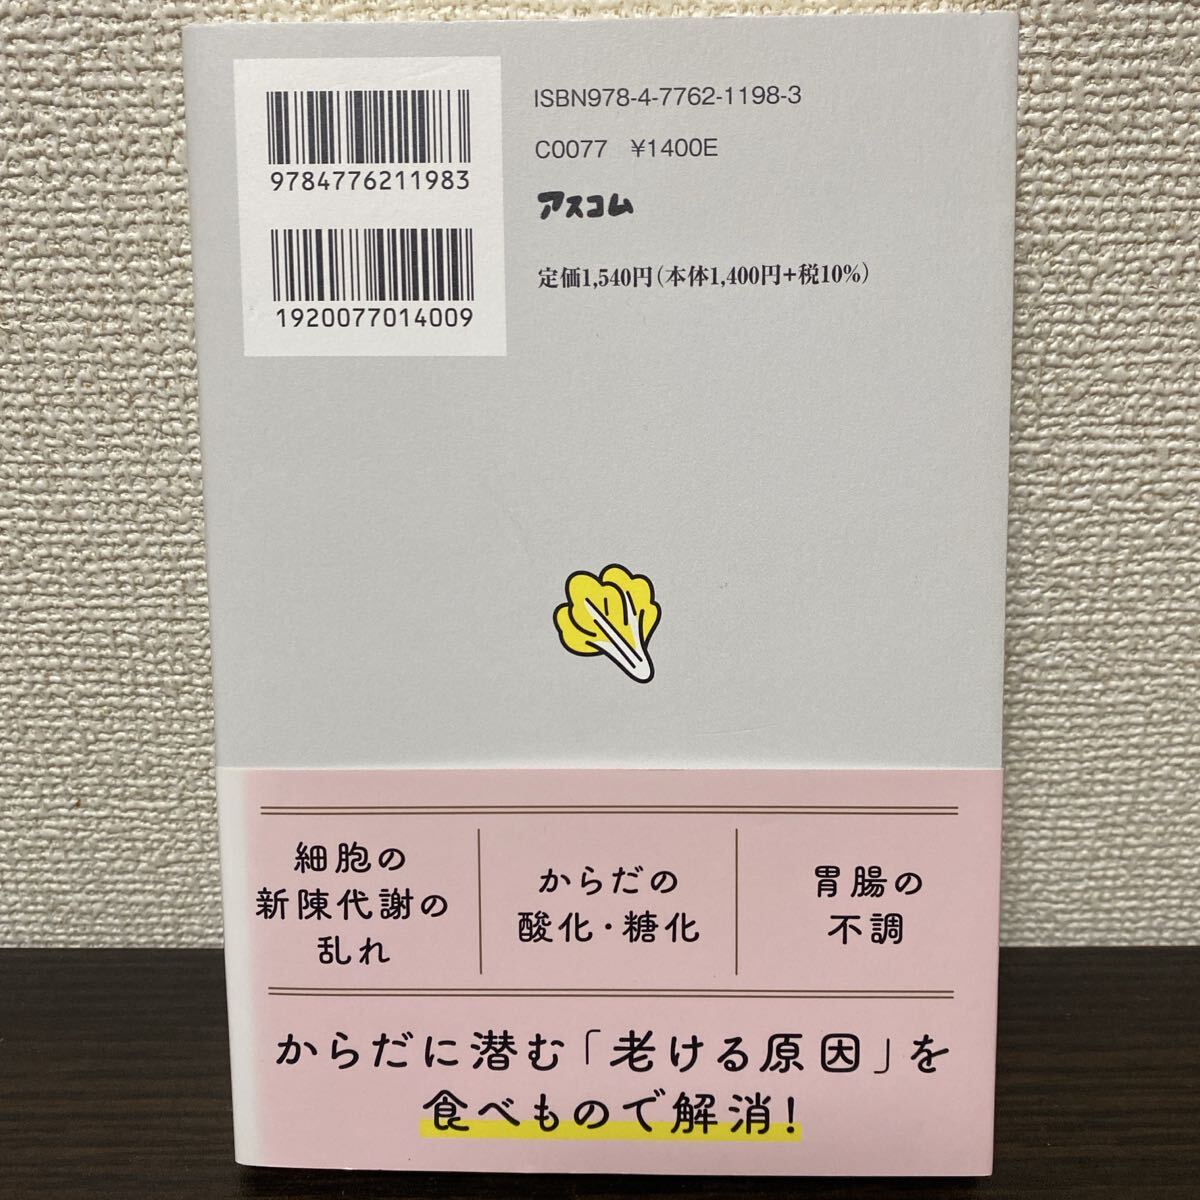 9784776211983
1920077014009
ISBN978-4-7762-1198-3
C0077 ¥1400E
アスコム
定価1,540円(本体1,400円+税10%)
細胞の
新陳代謝の
乱れ
からだの
酸化・糖化
胃腸の
不調
からだに潜む「老ける原因」を
食べもので解消!